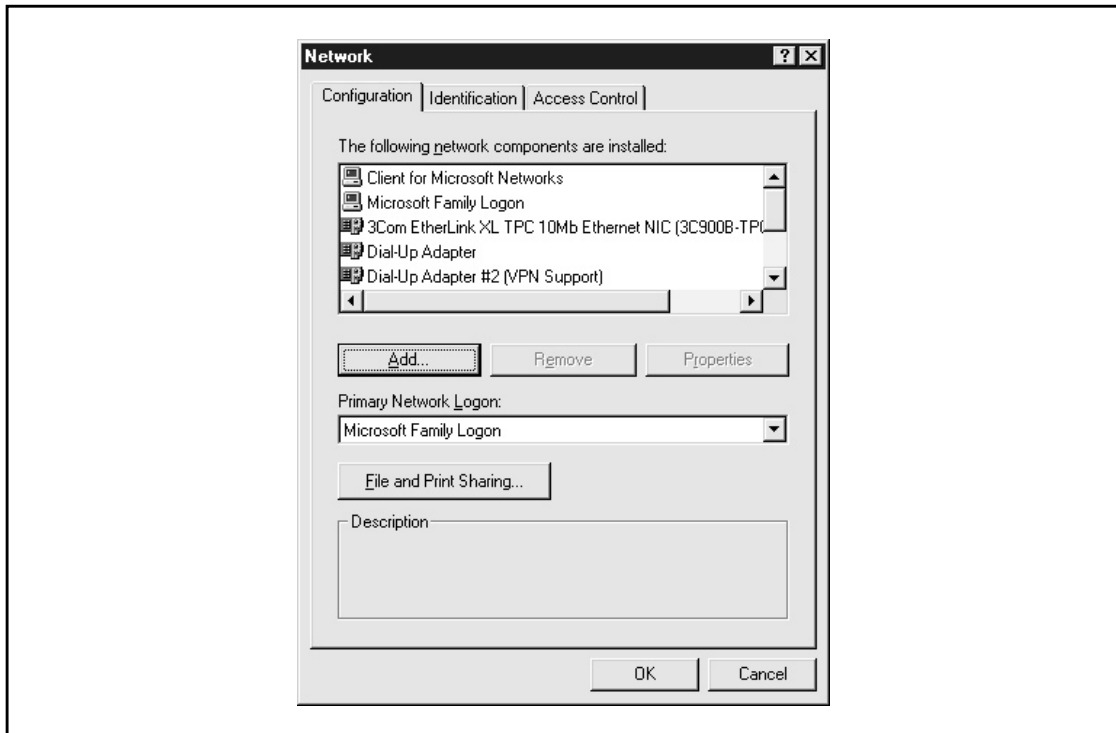 Network
?
Configuration Identification Access Control
The following network components are installed:
Client for Microsoft Networks
Microsoft Family Logon
3Com EtherLink XL TPC 10Mb Ethernet NIC (3C900B-TP
Dial-Up Adapter
Dial-Up Adapter #2 (VPN Support)
Add... Remove Properties
Primary Network Logon:
Microsoft Family Logon
File and Print Sharing...
Description
OK Cancel